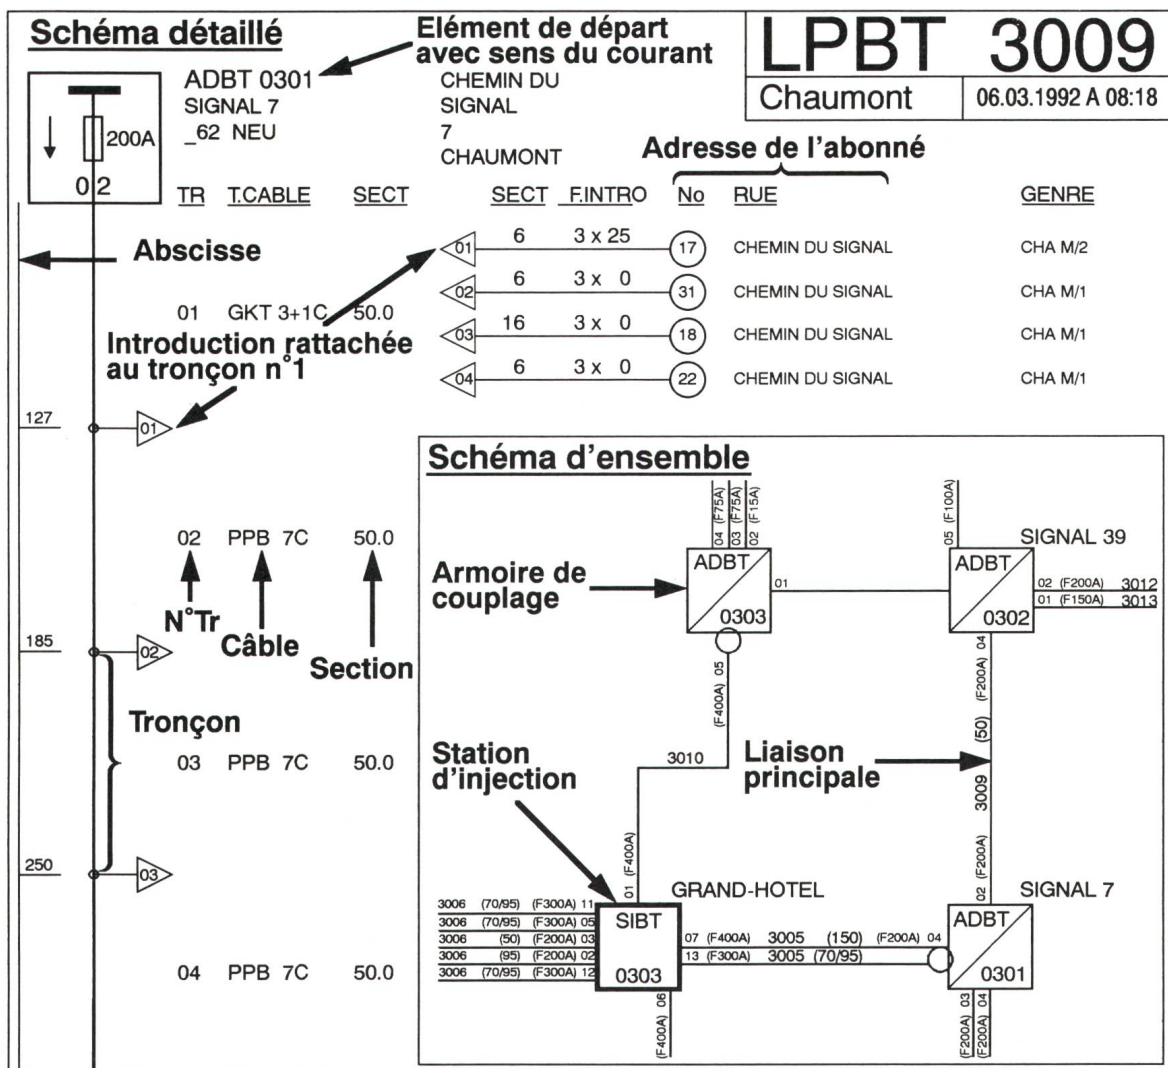 Schéma détaillé
Elément de départ
avec sens du courant
LPBT 3009
Chaumont
06.03.1992 A 08:18
200A
02
ADBT 0301
SIGNAL 7
_62 NEU
CHEMIN DU
SIGNAL
7
CHAUMONT
Adresse de l'abonné
TR T.CABLE SECT
SECT F.INTRO No RUE GENRE
01 6 3 x 25 17 CHEMIN DU SIGNAL CHA M/2
02 6 3 x 0 31 CHEMIN DU SIGNAL CHA M/1
03 16 3 x 0 18 CHEMIN DU SIGNAL CHA M/1
04 6 3 x 0 22 CHEMIN DU SIGNAL CHA M/1
Abscisse
01 GKT 3+1C 50.0
Introduction rattachée
au tronçon n°1
127
01
02 PPB 7C 50.0
N°Tr
Câble
Section
185
02
Tronçon
03 PPB 7C 50.0
250
03
04 PPB 7C 50.0
Schéma d'ensemble
04 (F75A)
03 (F75A)
02 (F15A)
05 (F100A)
SIGNAL 39
Armoire de
couplage
ADBT
0303
01
ADBT
0302
02 (F200A) 3012
01 (F150A) 3013
(F400A) 05
(F200A) 04
(50)
3009
02 (F200A)
Station
d'injection
3010
Liaison
principale
01 (F400A)
GRAND-HOTEL
SIGNAL 7
3006 (70/95) (F300A) 11
3006 (70/95) (F300A) 05
3006 (50) (F200A) 03
3006 (95) (F200A) 02
3006 (70/95) (F300A) 12
SIBT
0303
07 (F400A) 3005 (150) (F200A) 04
13 (F300A) 3005 (70/95)
ADBT
0301
(F400A) 06
(F200A) 03
(F200A) 04